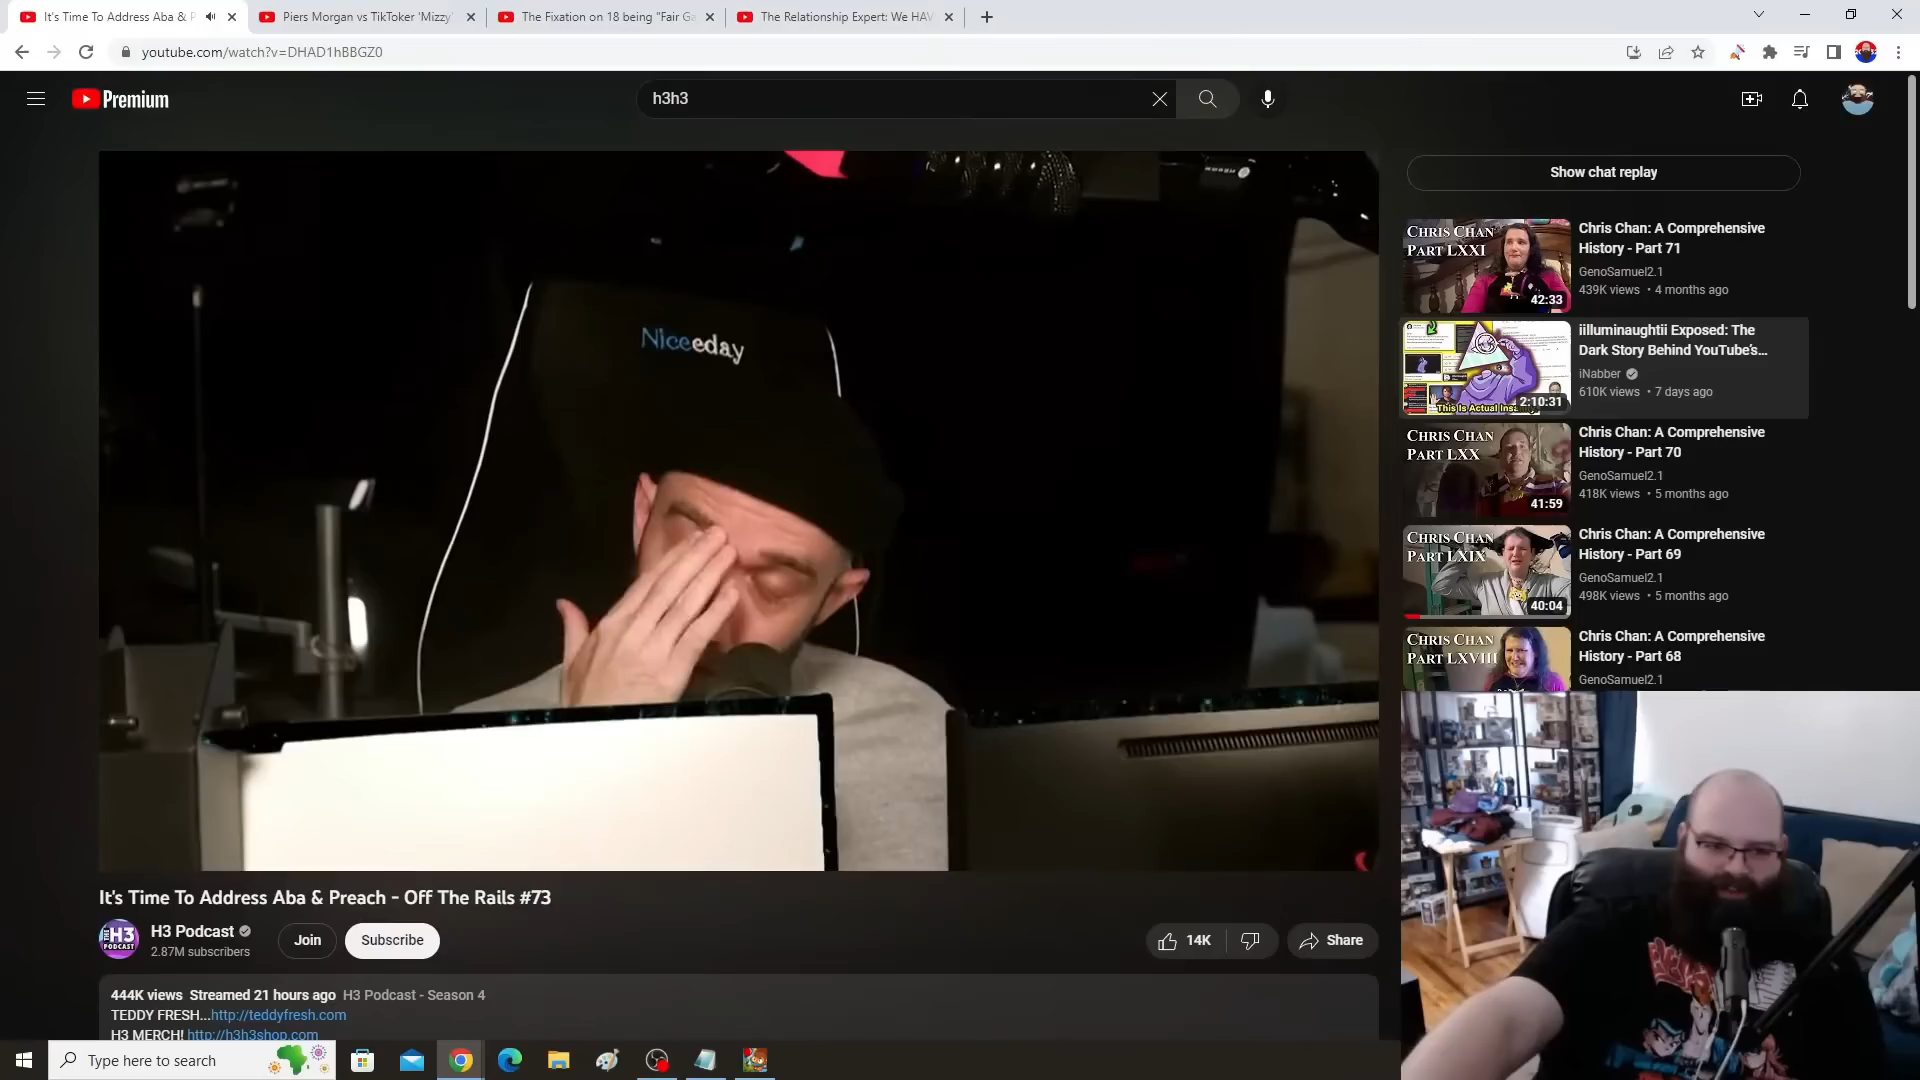 It's Time To Address Aba & P
Piers Morgan vs TikToker 'Mizzy'
The Fixation on 18 being "Fair Ga
The Relationship Expert: We HAV
youtube.com/watch?v=DHAD1hBBGZ0
Premium
h3h3
Show chat replay
Niceeday
CHRIS CHAN
PART LXXI
42:33
Chris Chan: A Comprehensive
History - Part 71
GenoSamuel2.1
439K views • 4 months ago
This Is Actual
2:10:31
iilluminaughtii Exposed: The
Dark Story Behind YouTube's...
iNabber
610K views • 7 days ago
CHRIS CHAN
PART LXX
41:59
Chris Chan: A Comprehensive
History - Part 70
GenoSamuel2.1
418K views • 5 months ago
CHRIS CHAN
PART LXIX
40:04
Chris Chan: A Comprehensive
History - Part 69
GenoSamuel2.1
498K views • 5 months ago
CHRIS CHAN
PART LXVIII
Chris Chan: A Comprehensive
History - Part 68
GenoSamuel2.1
It's Time To Address Aba & Preach - Off The Rails #73
THE H3 PODCAST
H3 Podcast
2.87M subscribers
Join
Subscribe
14K
Share
444K views Streamed 21 hours ago H3 Podcast - Season 4
TEDDY FRESH...http://teddyfresh.com
H3 MERCH! http://h3h3shop.com
Type here to search